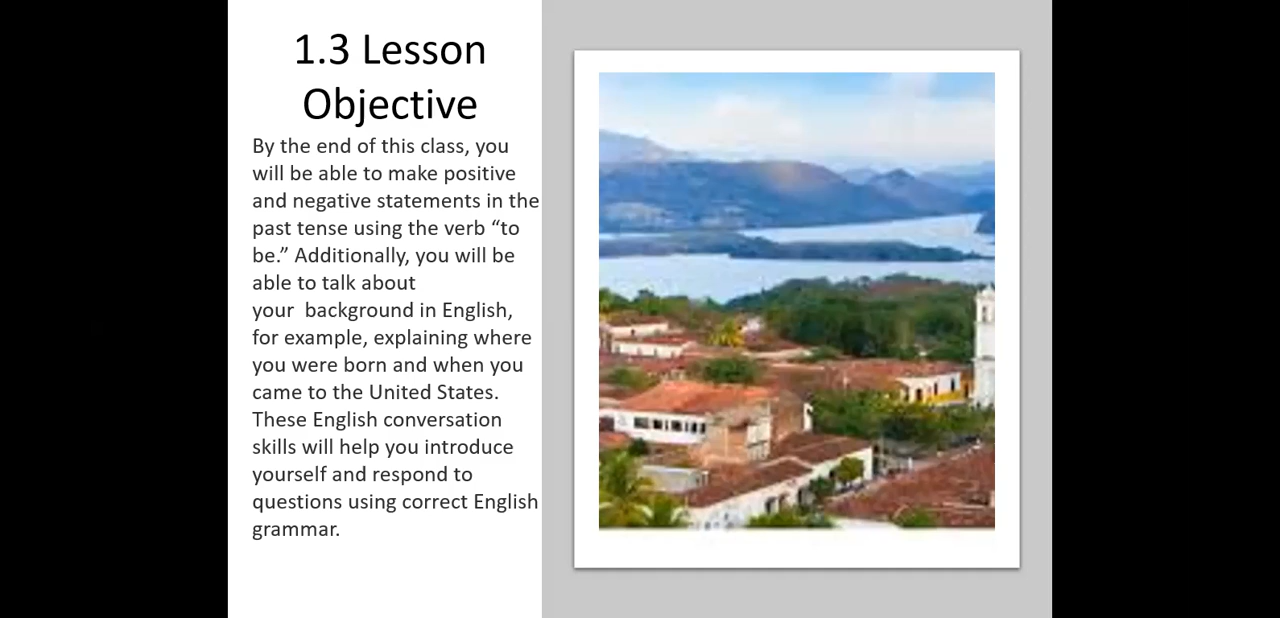 1.3 Lesson
Objective
By the end of this class, you
will be able to make positive
and negative statements in the
past tense using the verb “to
be.” Additionally, you will be
able to talk about
your  background in English,
for example, explaining where
you were born and when you
came to the United States.
These English conversation
skills will help you introduce
yourself and respond to
questions using correct English
grammar.